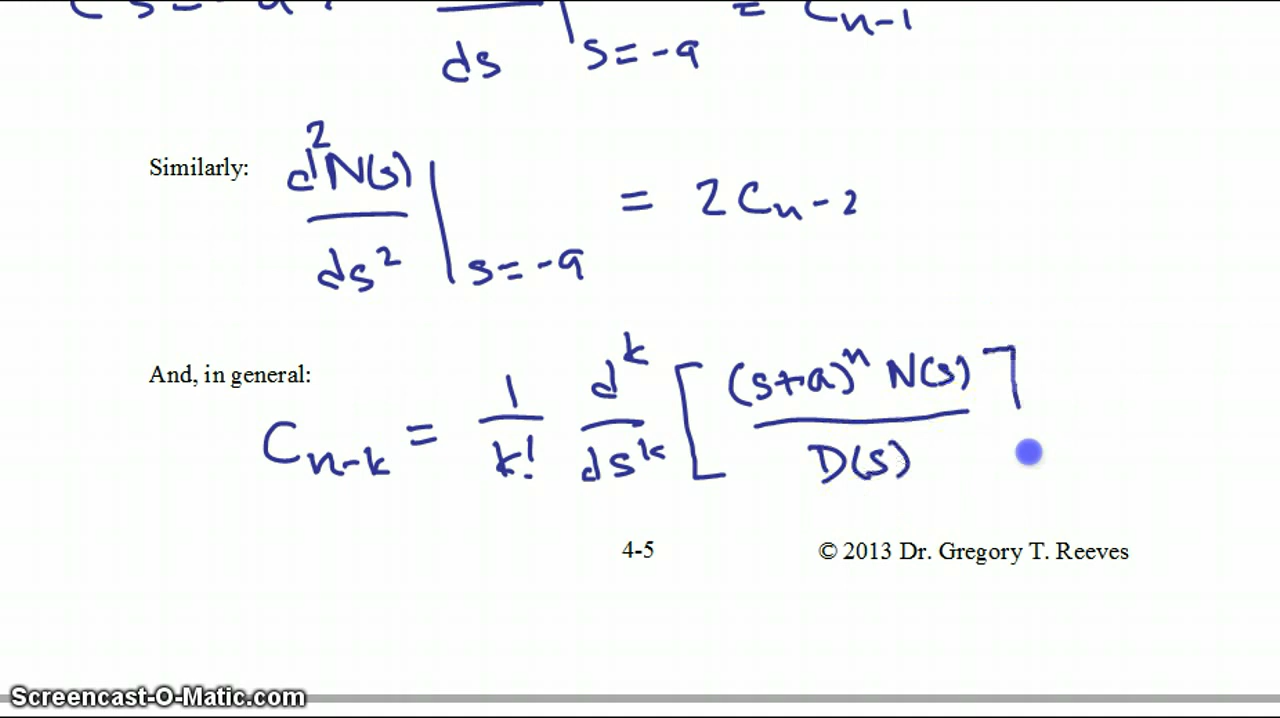 ds | s=-a = Cn-1
Similarly: d²N(s) / ds² | s=-a = 2Cn-2
And, in general: Cn-k = 1/k! d^k/ds^k [ (s+a)^n N(s) / D(s) ]
4-5 © 2013 Dr. Gregory T. Reeves
Screencast-O-Matic.com